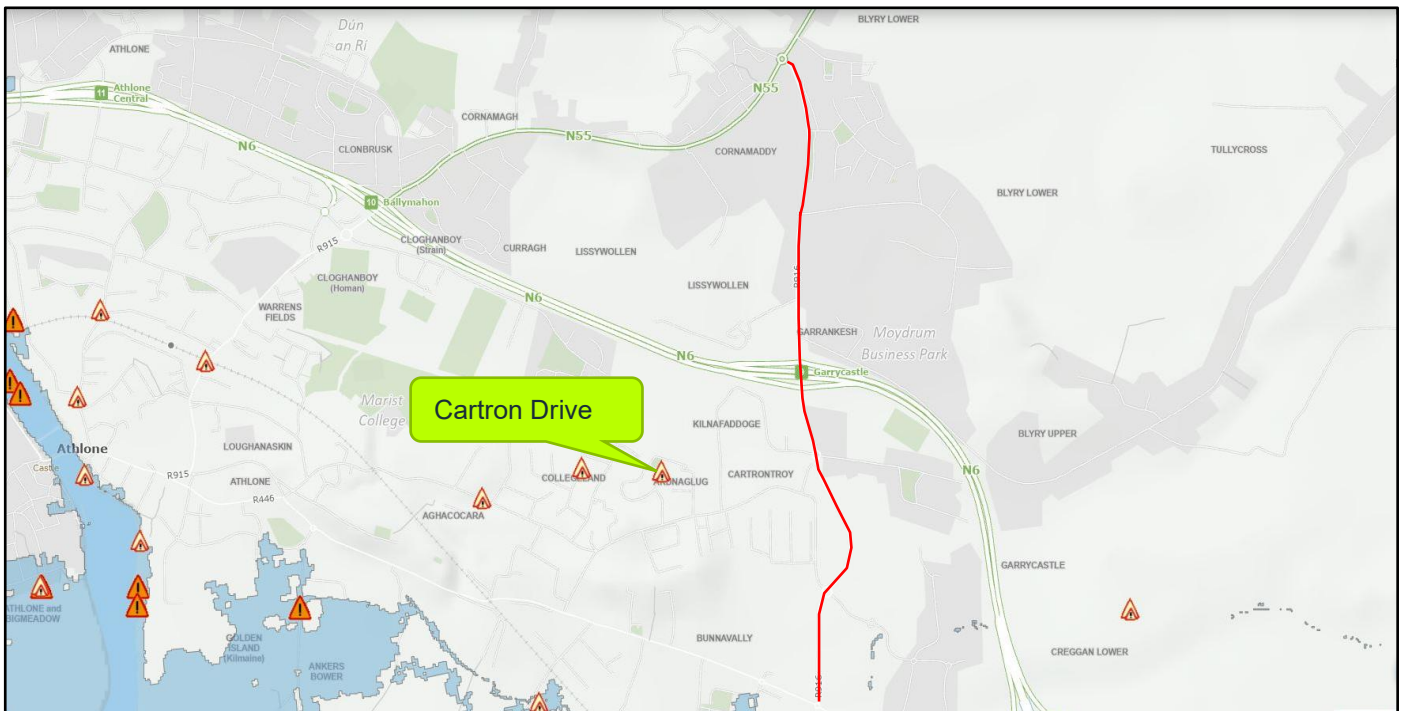 BLYRY LOWER
Dún
an Rí
ATHLONE
11
Athlone
Central
N55
CORNAMAGH
N6
CLONBRUSK
N55
CORNAMADDY
TULLYCROSS
BLYRY LOWER
10
Ballymahon
R915
CLOGHANBOY
(Strain)
CURRAGH
LISSYWOLLEN
CLOGHANBOY
(Homan)
LISSYWOLLEN
R916
N6
WARRENS
FIELDS
GARRANKESH
Moydrum
Business Park
N6
Garrycastle
Marist
College
Cartron Drive
KILNAFADDOGE
BLYRY UPPER
LOUGHANASKIN
Athlone
Castle
R915
ATHLONE
R446
COLLEGELAND
ARDNAGLUG
CARTRONTROY
N6
AGHACOCARA
GARRYCASTLE
ATHLONE and
BIGMEADOW
GOLDEN
ISLAND
(Kilmaine)
BUNNAVALLY
CREGGAN LOWER
ANKERS
BOWER
R916